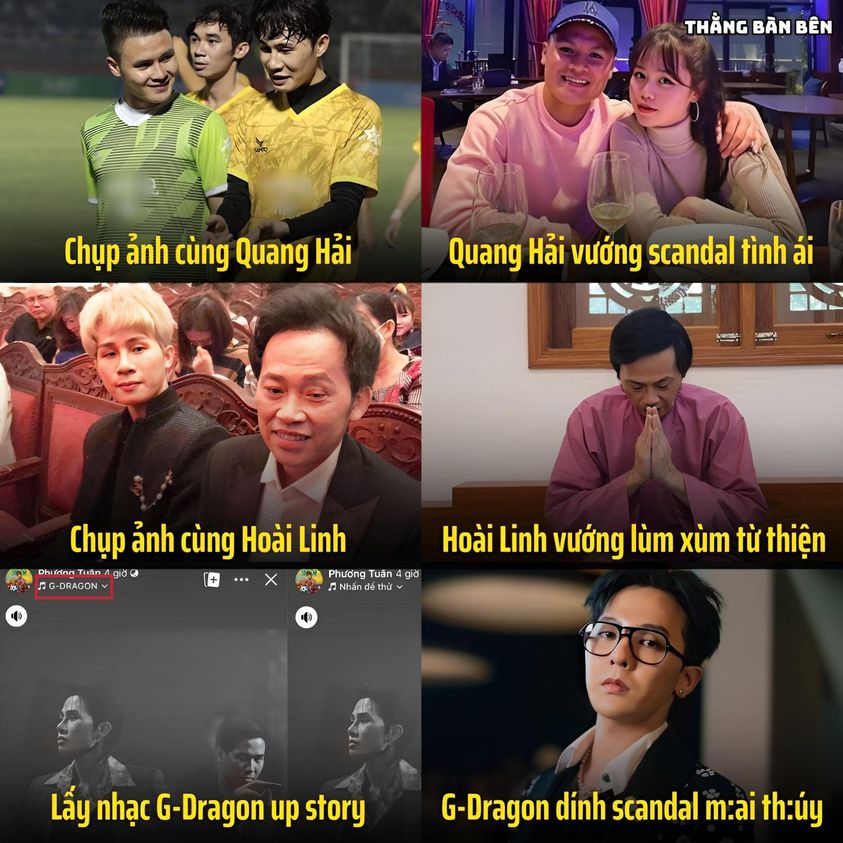 THẰNG BÀN BÊN
Chụp ảnh cùng Quang Hải
Quang Hải vướng scandal tình ái
Chụp ảnh cùng Hoài Linh
Hoài Linh vướng lùm xùm từ thiện
Phương Tuấn 4 giờ
G-DRAGON
Phương Tuấn 4 giờ
Nhấn để thử
Lấy nhạc G-Dragon up story
G-Dragon dính scandal m:ai th:úy